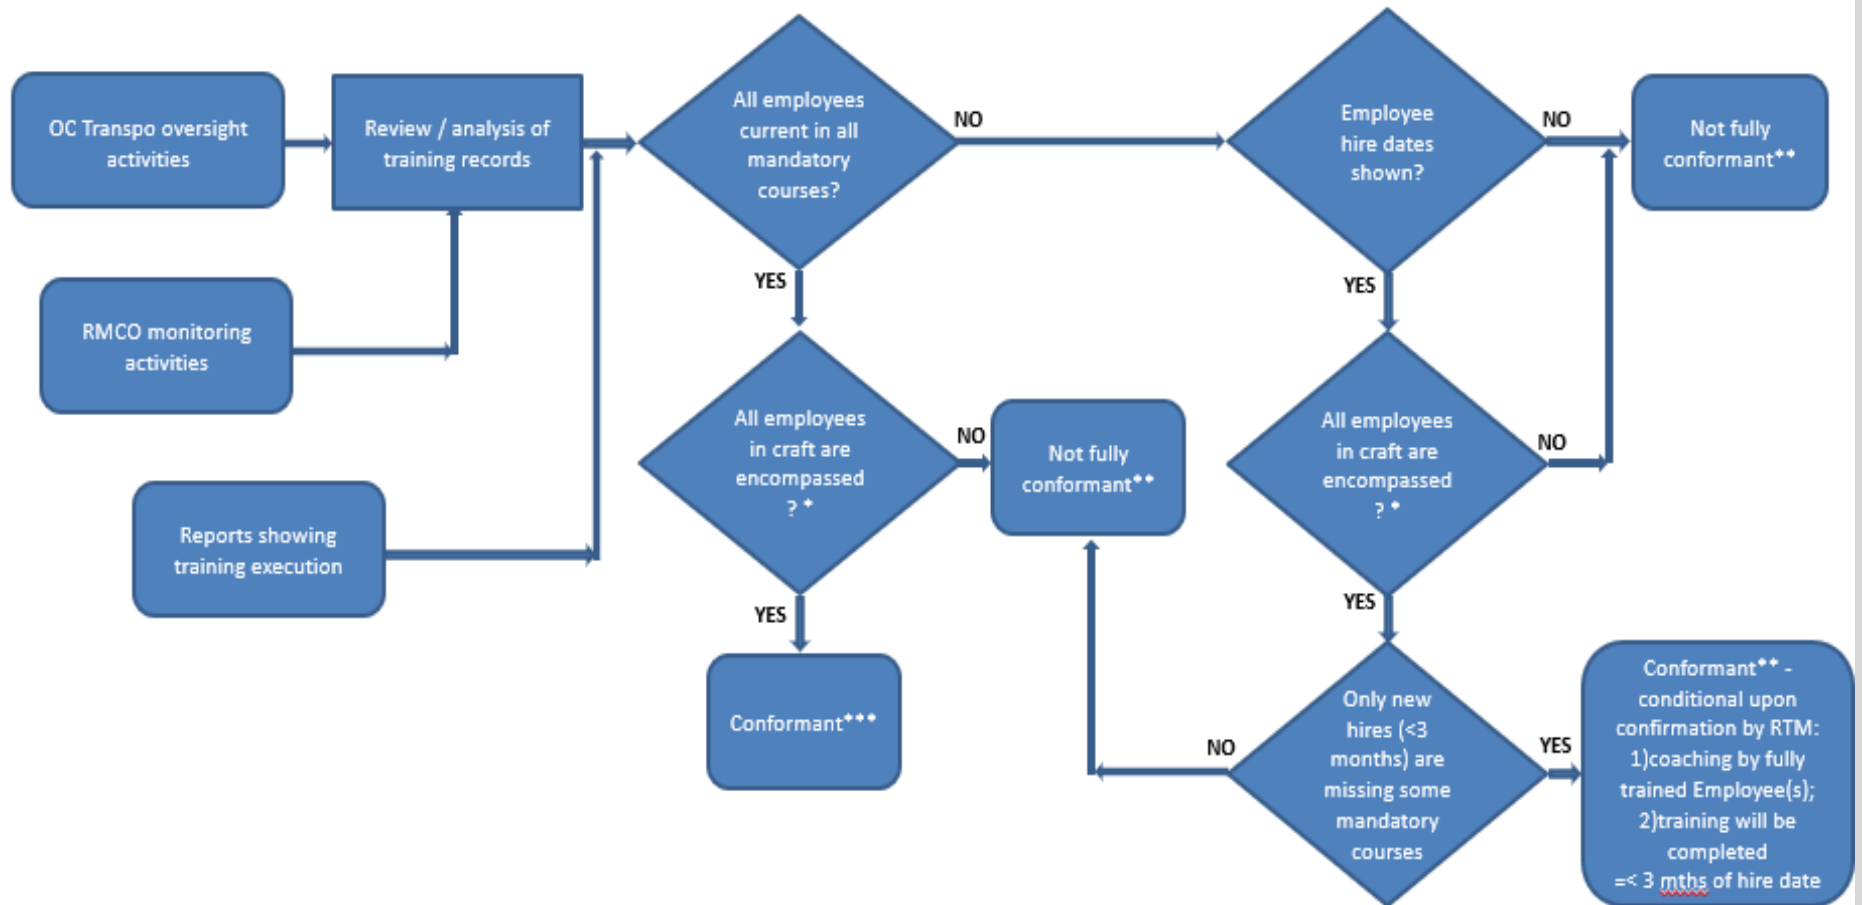 OC Transpo oversight
activities
Review / analysis of
training records
All employees
current in all
mandatory
courses?
NO
Employee
hire dates
shown?
NO
Not fully
conformant**
YES
YES
RMCO monitoring
activities
All employees
in craft are
encompassed
? *
NO
Not fully
conformant**
All employees
in craft are
encompassed
? *
NO
Reports showing
training execution
YES
YES
Conformant***
NO
Only new
hires (<3
months) are
missing some
mandatory
courses
YES
Conformant** -
conditional upon
confirmation by RTM:
1)coaching by fully
trained Employee(s);
2)training will be
completed
=< 3 mths of hire date